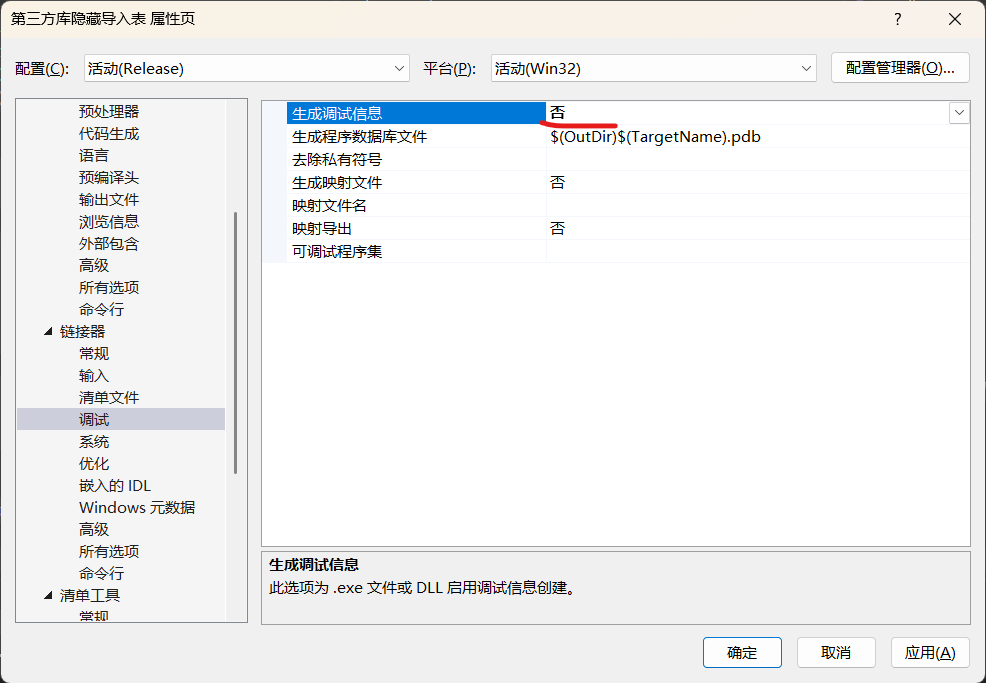 第三方库隐藏导入表 属性页
?
配置(C): 活动(Release) 平台(P): 活动(Win32) 配置管理器(O)...
预处理器
代码生成
语言
预编译头
输出文件
浏览信息
外部包含
高级
所有选项
命令行
链接器
常规
输入
清单文件
调试
系统
优化
嵌入的 IDL
Windows 元数据
高级
所有选项
命令行
清单工具
常规
生成调试信息 否
生成程序数据库文件 $(OutDir)$(TargetName).pdb
去除私有符号
生成映射文件 否
映射文件名
映射导出 否
可调试程序集
生成调试信息
此选项为 .exe 文件或 DLL 启用调试信息创建。
确定 取消 应用(A)